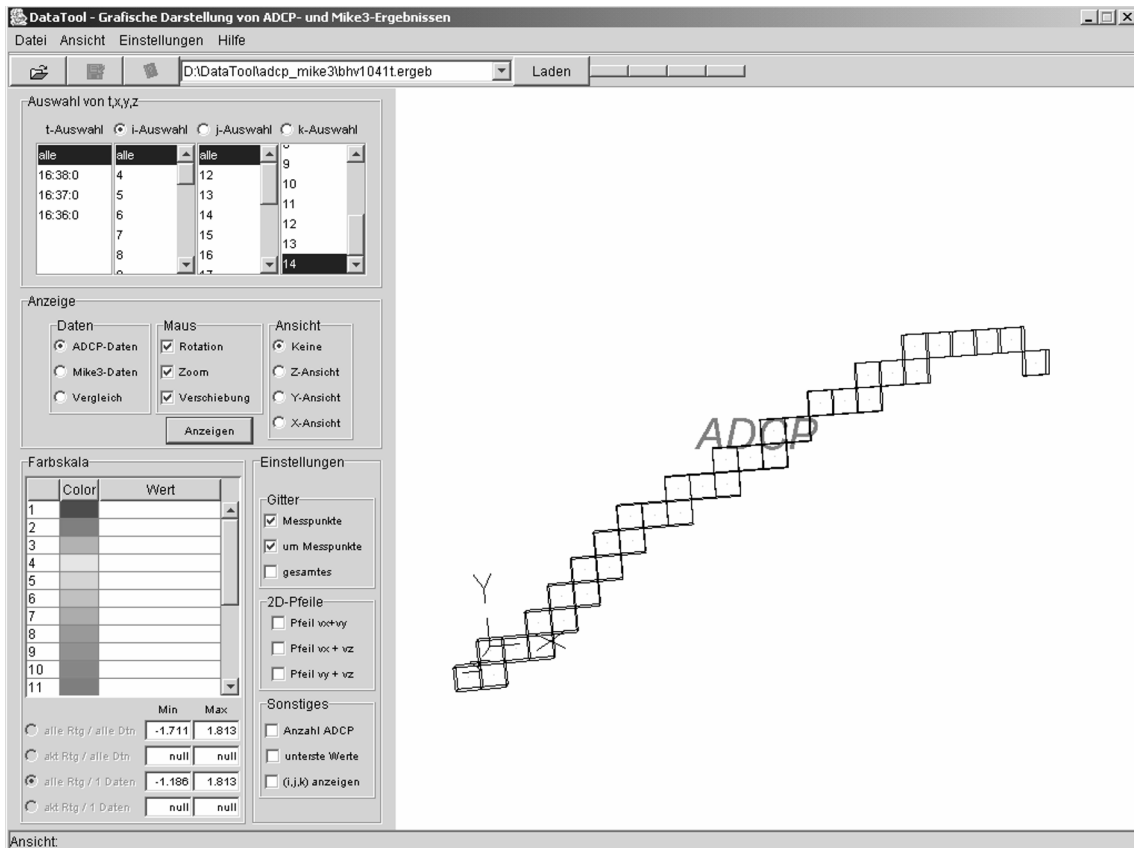 DataTool - Grafische Darstellung von ADCP- und Mike3-Ergebnissen
Datei Ansicht Einstellungen Hilfe
D:\DataTool\adcp_mike3\bhv1041t.ergeb Laden
Auswahl von t,x,y,z
t-Auswahl i-Auswahl j-Auswahl k-Auswahl
alle alle alle
16:38:0 4 12 9
16:37:0 5 13 10
16:36:0 6 14 11
7 15 12
8 16 13
14
Anzeige
Daten Maus Ansicht
ADCP-Daten Rotation Keine
Mike3-Daten Zoom Z-Ansicht
Vergleich Verschiebung Y-Ansicht
Anzeigen X-Ansicht
ADCP
Y
X
Farbskala
Color Wert
1
2
3
4
5
6
7
8
9
10
11
Min Max
alle Rtg / alle Dtn -1.711 1.813
akt Rtg / alle Dtn null null
alle Rtg / 1 Daten -1.186 1.813
akt Rtg / 1 Daten null null
Einstellungen
Gitter
Messpunkte
um Messpunkte
gesamtes
2D-Pfeile
Pfeil vx+vy
Pfeil vx + vz
Pfeil vy + vz
Sonstiges
Anzahl ADCP
unterste Werte
(i,j,k) anzeigen
Ansicht: